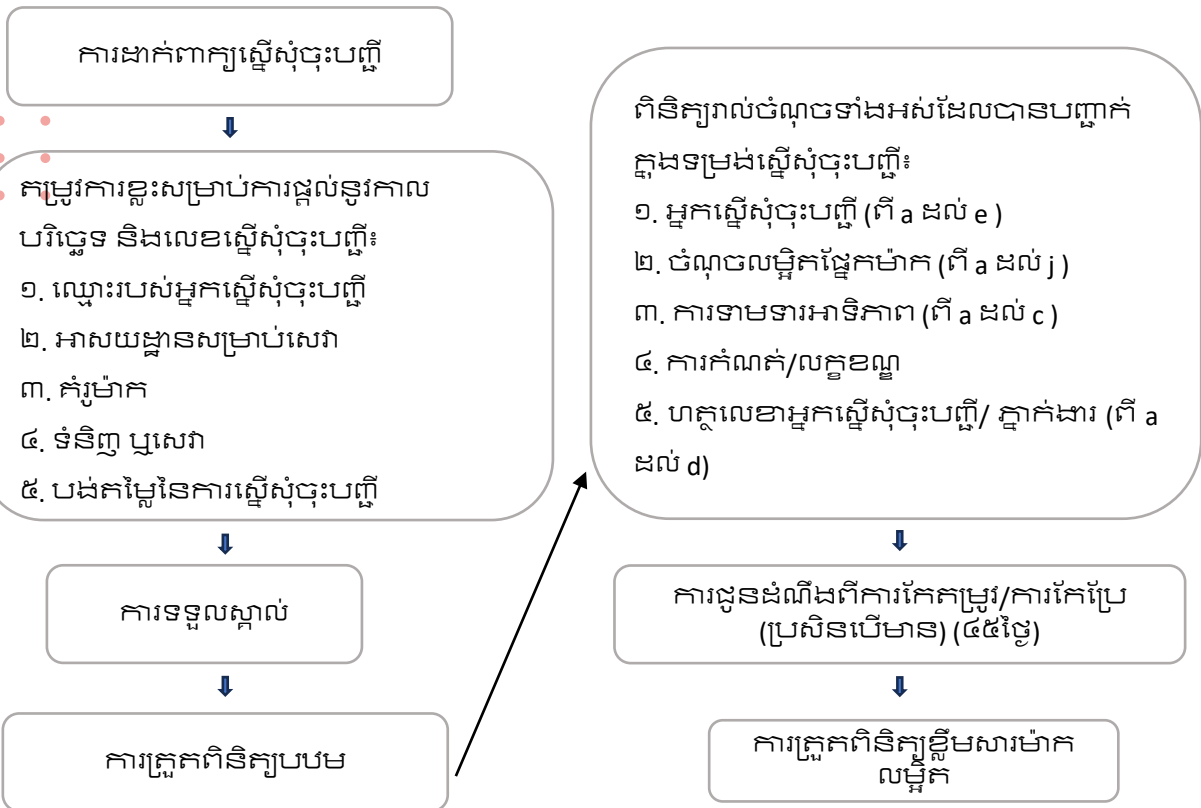 ការដាក់ពាក្យស្នើសុំចុះបញ្ជី
តម្រូវការខ្លះសម្រាប់ការផ្តល់នូវកាល
បរិច្ឆេទ និងលេខស្នើសុំចុះបញ្ជី៖
១. ឈ្មោះរបស់អ្នកស្នើសុំចុះបញ្ជី
២. អាសយដ្ឋានសម្រាប់សេវា
៣. គំរូម៉ាក
៤. ទំនិញ ឬសេវា
៥. បង់តម្លៃនៃការស្នើសុំចុះបញ្ជី
ការទទួលស្គាល់
ការត្រួតពិនិត្យបឋម
ពិនិត្យរាល់ចំណុចទាំងអស់ដែលបានបញ្ជាក់
ក្នុងទម្រង់ស្នើសុំចុះបញ្ជី៖
១. អ្នកស្នើសុំចុះបញ្ជី (ពី a ដល់ e )
២. ចំណុចលម្អិតផ្នែកម៉ាក (ពី a ដល់ j )
៣. ការទាមទារអាទិភាព (ពី a ដល់ c )
៤. ការកំណត់/លក្ខខណ្ឌ
៥. ហត្ថលេខាអ្នកស្នើសុំចុះបញ្ជី/ ភ្នាក់ងារ (ពី a
ដល់ d)
ការជូនដំណឹងពីការកែតម្រូវ/ការកែប្រែ
(ប្រសិនបើមាន) (៤៥ថ្ងៃ)
ការត្រួតពិនិត្យខ្លឹមសារម៉ាក
លម្អិត